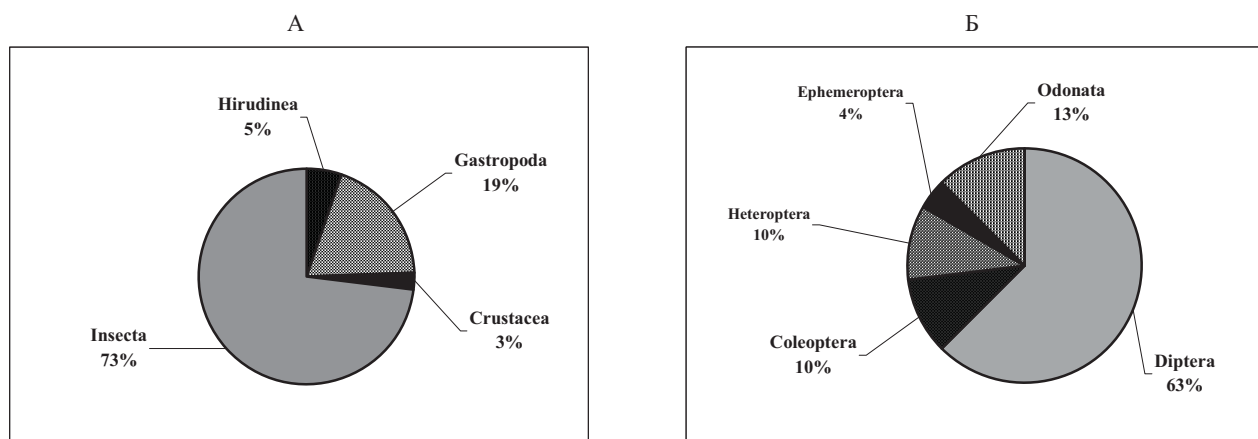 А
Hirudinea
5%
Gastropoda
19%
Crustacea
3%
Insecta
73%
Б
Ephemeroptera
4%
Odonata
13%
Heteroptera
10%
Coleoptera
10%
Diptera
63%